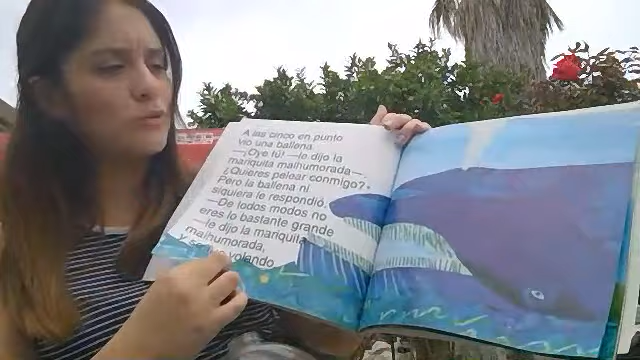 A las cinco en punto
vio una ballena.
—¡Oye tú! —le dijo la
mariquita malhumorada—.
¿Quieres pelear conmigo?
Pero la ballena ni
siquiera le respondió.
—De todos modos no
eres lo bastante grande
—le dijo la mariquita
malhumorada,
y volando